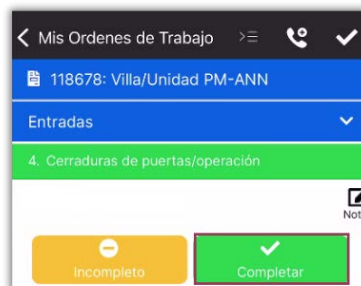 Mis Ordenes de Trabajo
118678: Villa/Unidad PM-ANN
Entradas
4. Cerraduras de puertas/operación
Incompleto
Completar